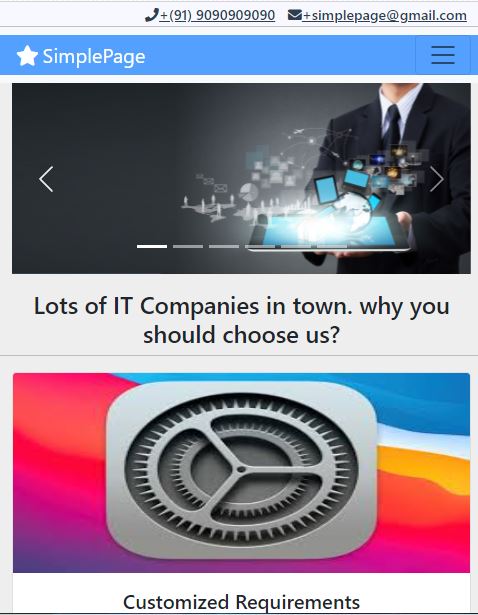 +(91) 9090909090 +simplepage@gmail.com
SimplePage
Lots of IT Companies in town. why you
should choose us?
Customized Requirements